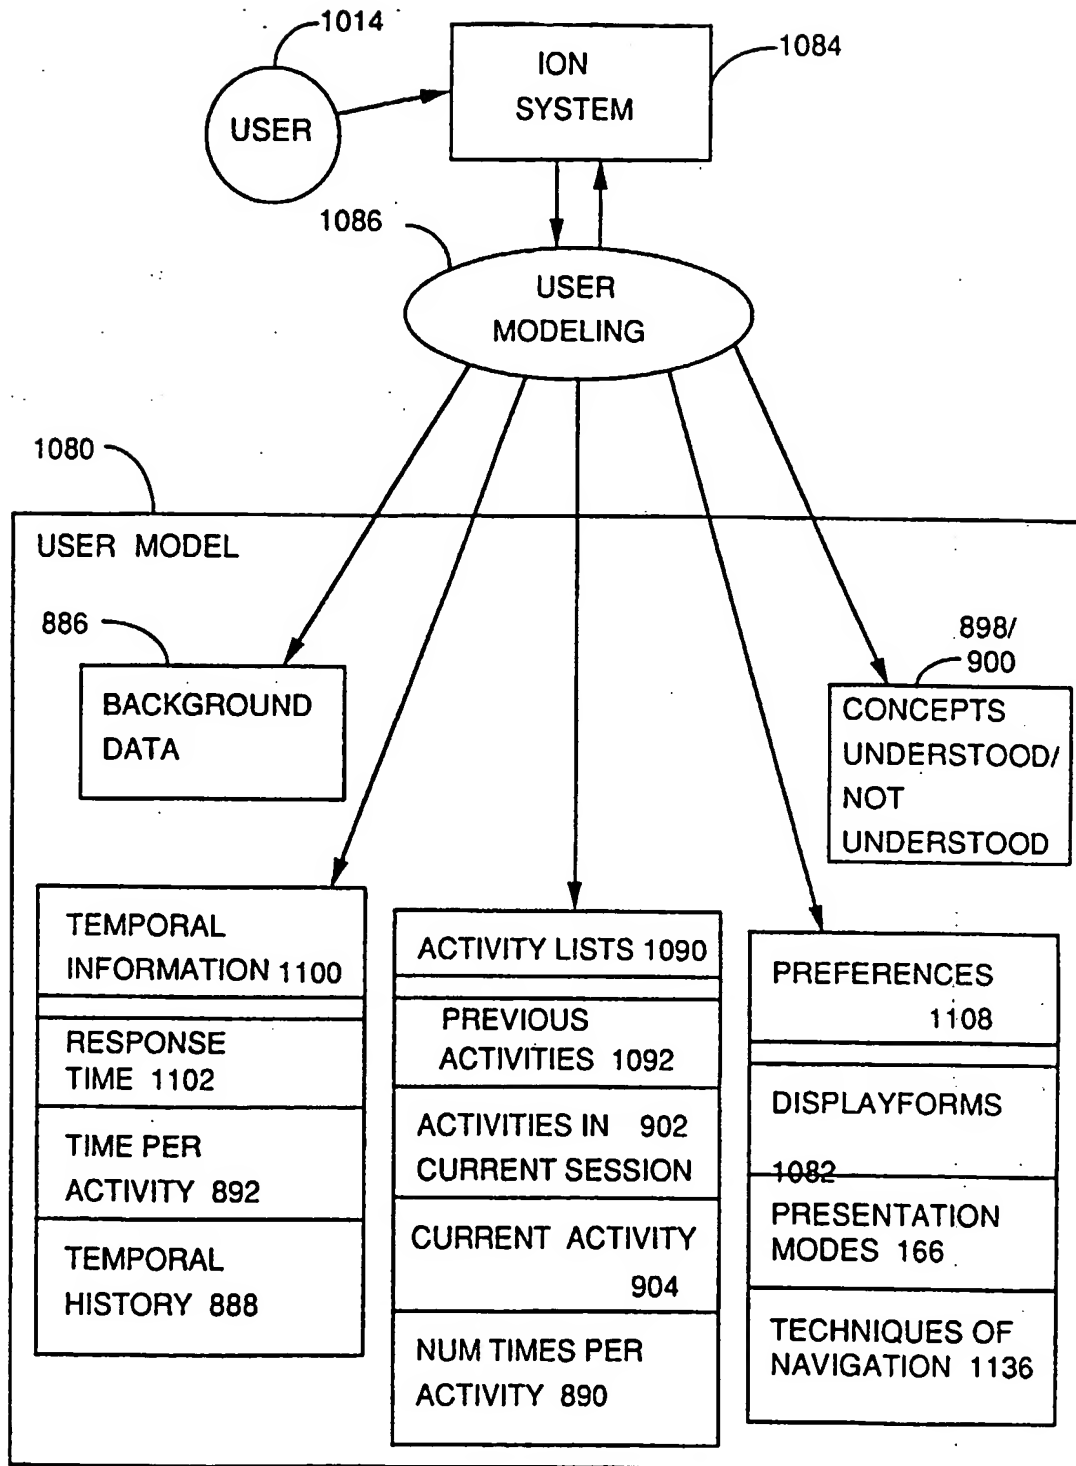 1014
ION
SYSTEM
1084
USER
1086
USER
MODELING
1080
USER MODEL
886
BACKGROUND
DATA
898/
900
CONCEPTS
UNDERSTOOD/
NOT
UNDERSTOOD
TEMPORAL
INFORMATION 1100
RESPONSE
TIME 1102
TIME PER
ACTIVITY 892
TEMPORAL
HISTORY 888
ACTIVITY LISTS 1090
PREVIOUS
ACTIVITIES 1092
ACTIVITIES IN 902
CURRENT SESSION
CURRENT ACTIVITY
904
NUM TIMES PER
ACTIVITY 890
PREFERENCES
1108
DISPLAYFORMS
1082
PRESENTATION
MODES 166
TECHNIQUES OF
NAVIGATION 1136